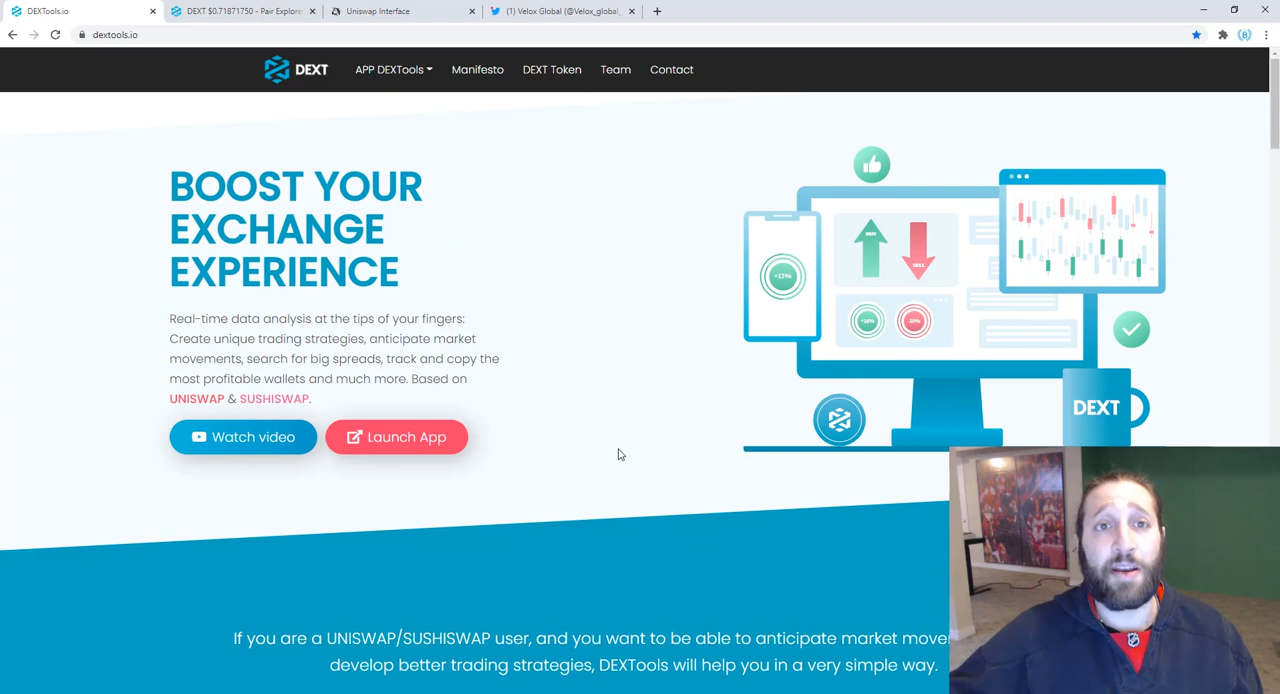 DEXTools.io
DEXT $0.71871750 - Pair Explore
Uniswap Interface
(1) Velox Global (@Velox_global_
dextools.io
DEXT
APP DEXTools
Manifesto
DEXT Token
Team
Contact
BOOST YOUR
EXCHANGE
EXPERIENCE
Real-time data analysis at the tips of your fingers:
Create unique trading strategies, anticipate market
movements, search for big spreads, track and copy the
most profitable wallets and much more. Based on
UNISWAP & SUSHISWAP.
Watch video
Launch App
BUY
SELL
DEXT
If you are a UNISWAP/SUSHISWAP user, and you want to be able to anticipate market mover
develop better trading strategies, DEXTools will help you in a very simple way.